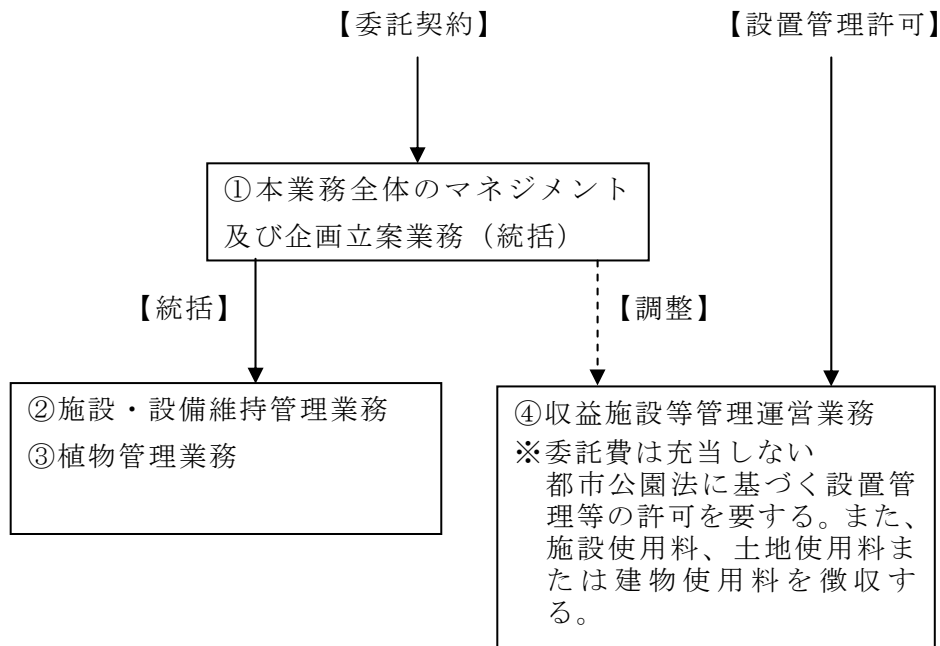 【委託契約】
【設置管理許可】
①本業務全体のマネジメント
及び企画立案業務（統括）
【統括】
【調整】
②施設・設備維持管理業務
③植物管理業務
④収益施設等管理運営業務
※委託費は充当しない
都市公園法に基づく設置管
理等の許可を要する。また、
施設使用料、土地使用料ま
たは建物使用料を徴収す
る。